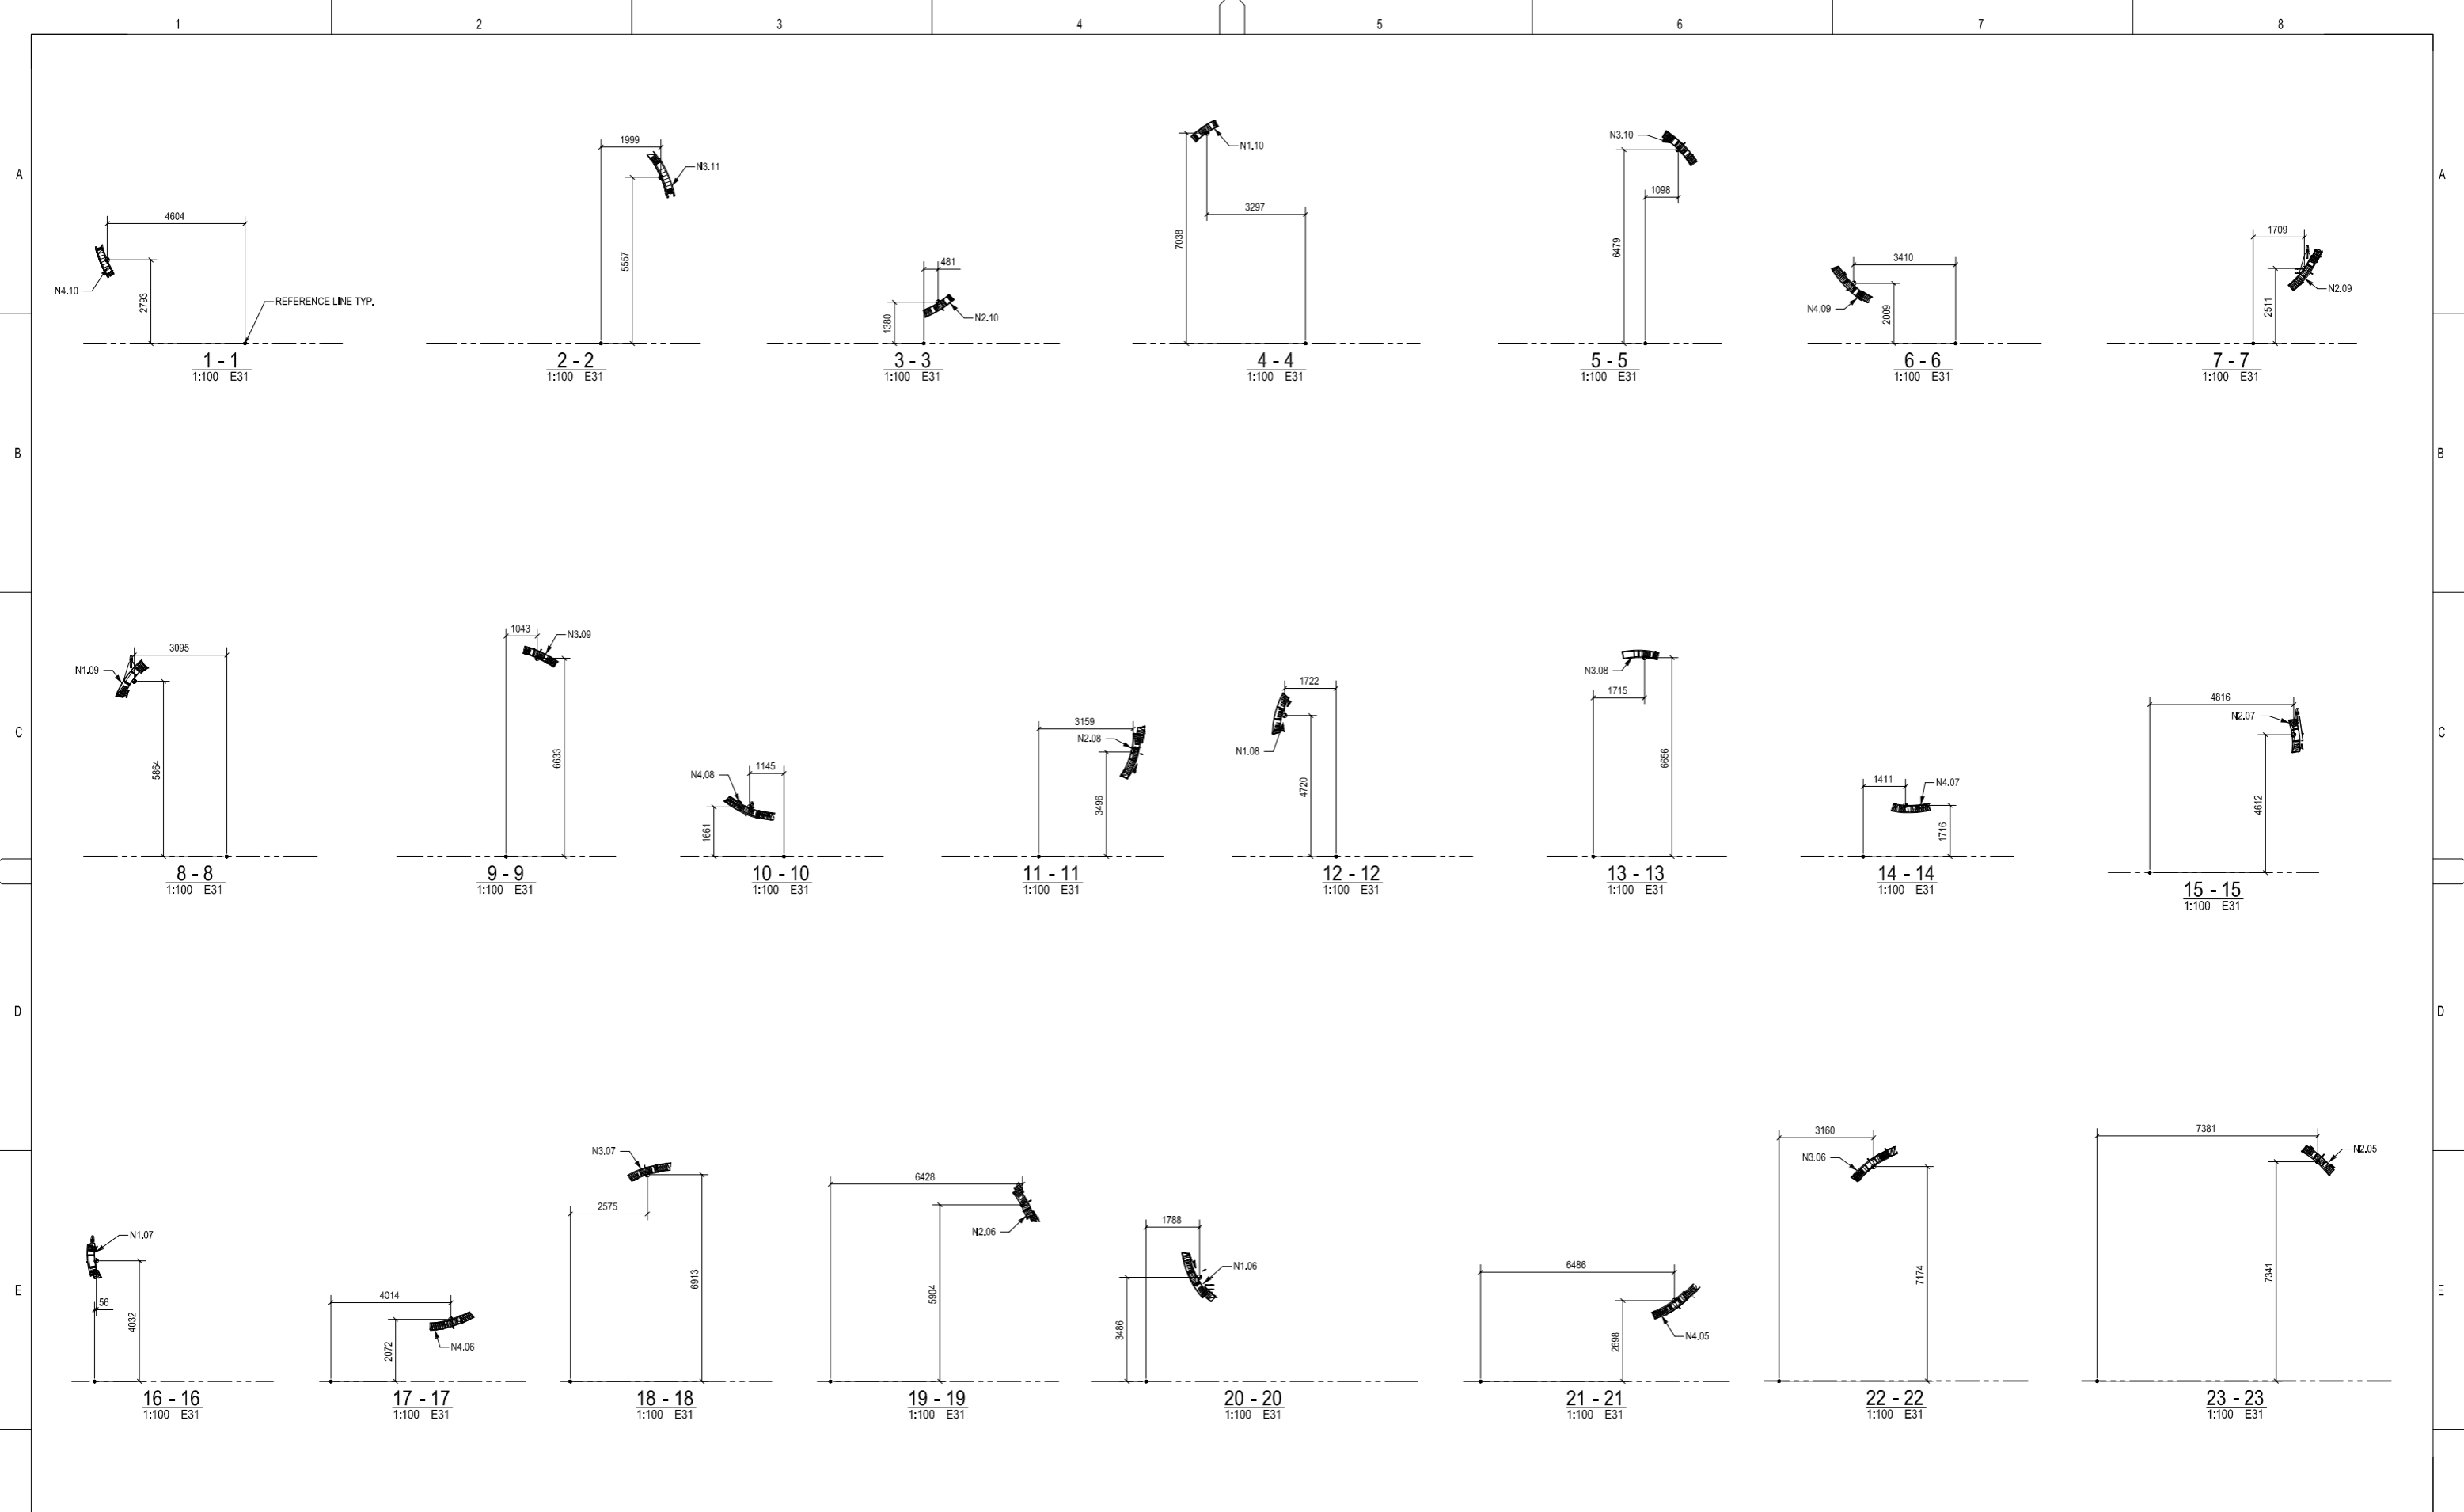 1 2 3 4 5 6 7 8
A A
4604
N4.10
2793
REFERENCE LINE TYP.
1 - 1
1:100 E31
1999
N3.11
5557
2 - 2
1:100 E31
481
1380
N2.10
3 - 3
1:100 E31
N1.10
3297
7038
4 - 4
1:100 E31
N3.10
1098
6479
5 - 5
1:100 E31
3410
N4.09
2009
6 - 6
1:100 E31
1709
N2.09
2511
7 - 7
1:100 E31
B B
3095
N1.09
5864
8 - 8
1:100 E31
1043
N3.09
6633
9 - 9
1:100 E31
N4.08
1145
1661
10 - 10
1:100 E31
3159
N2.08
3496
11 - 11
1:100 E31
1722
N1.08
4720
12 - 12
1:100 E31
N3.08
1715
6656
13 - 13
1:100 E31
1411
N4.07
1716
14 - 14
1:100 E31
4816
N2.07
4612
15 - 15
1:100 E31
C C
D D
N1.07
56
4032
16 - 16
1:100 E31
4014
2072
N4.06
17 - 17
1:100 E31
N3.07
2575
6913
18 - 18
1:100 E31
6428
N2.06
5904
19 - 19
1:100 E31
1788
N1.06
3486
20 - 20
1:100 E31
6486
2698
N4.05
21 - 21
1:100 E31
3160
N3.06
7174
22 - 22
1:100 E31
7381
N2.05
7341
23 - 23
1:100 E31
E E